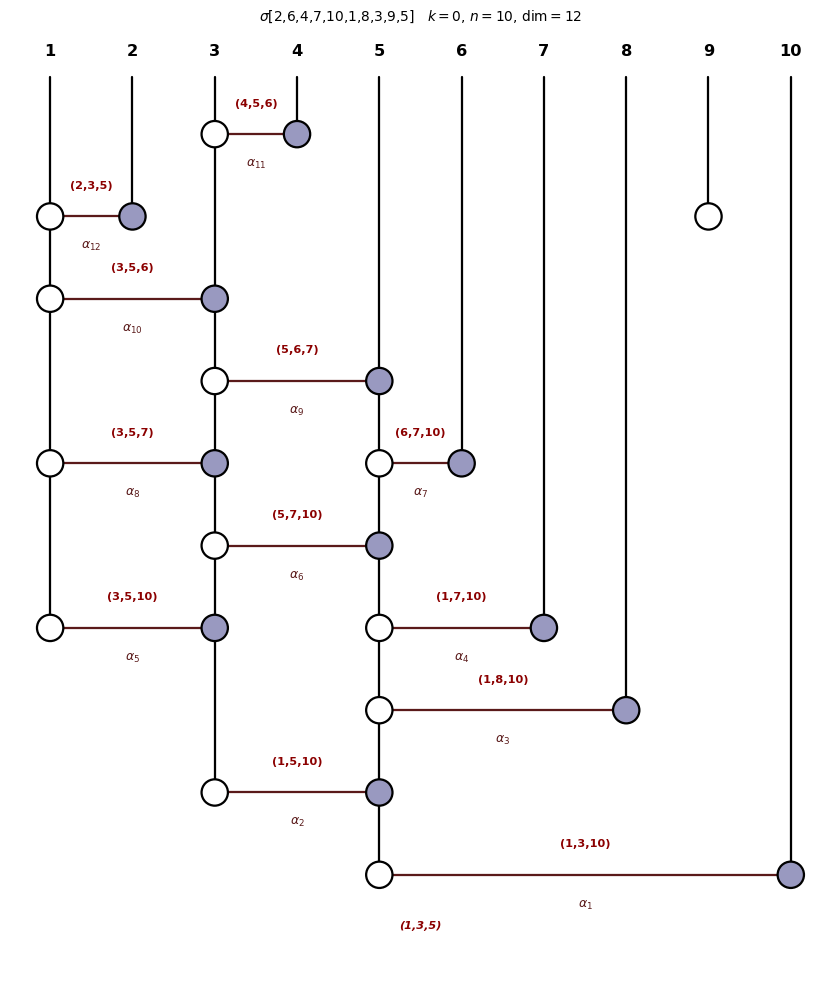 σ[2,6,4,7,10,1,8,3,9,5]   k=0, n=10, dim=12
1 2 3 4 5 6 7 8 9 10
(4,5,6)
α₁₁
(2,3,5)
α₁₂
(3,5,6)
α₁₀
(5,6,7)
α₉
(3,5,7) (6,7,10)
α₈ α₇
(5,7,10)
α₆
(3,5,10) (1,7,10)
α₅ α₄
(1,8,10)
α₃
(1,5,10)
α₂
(1,3,10)
α₁
(1,3,5)